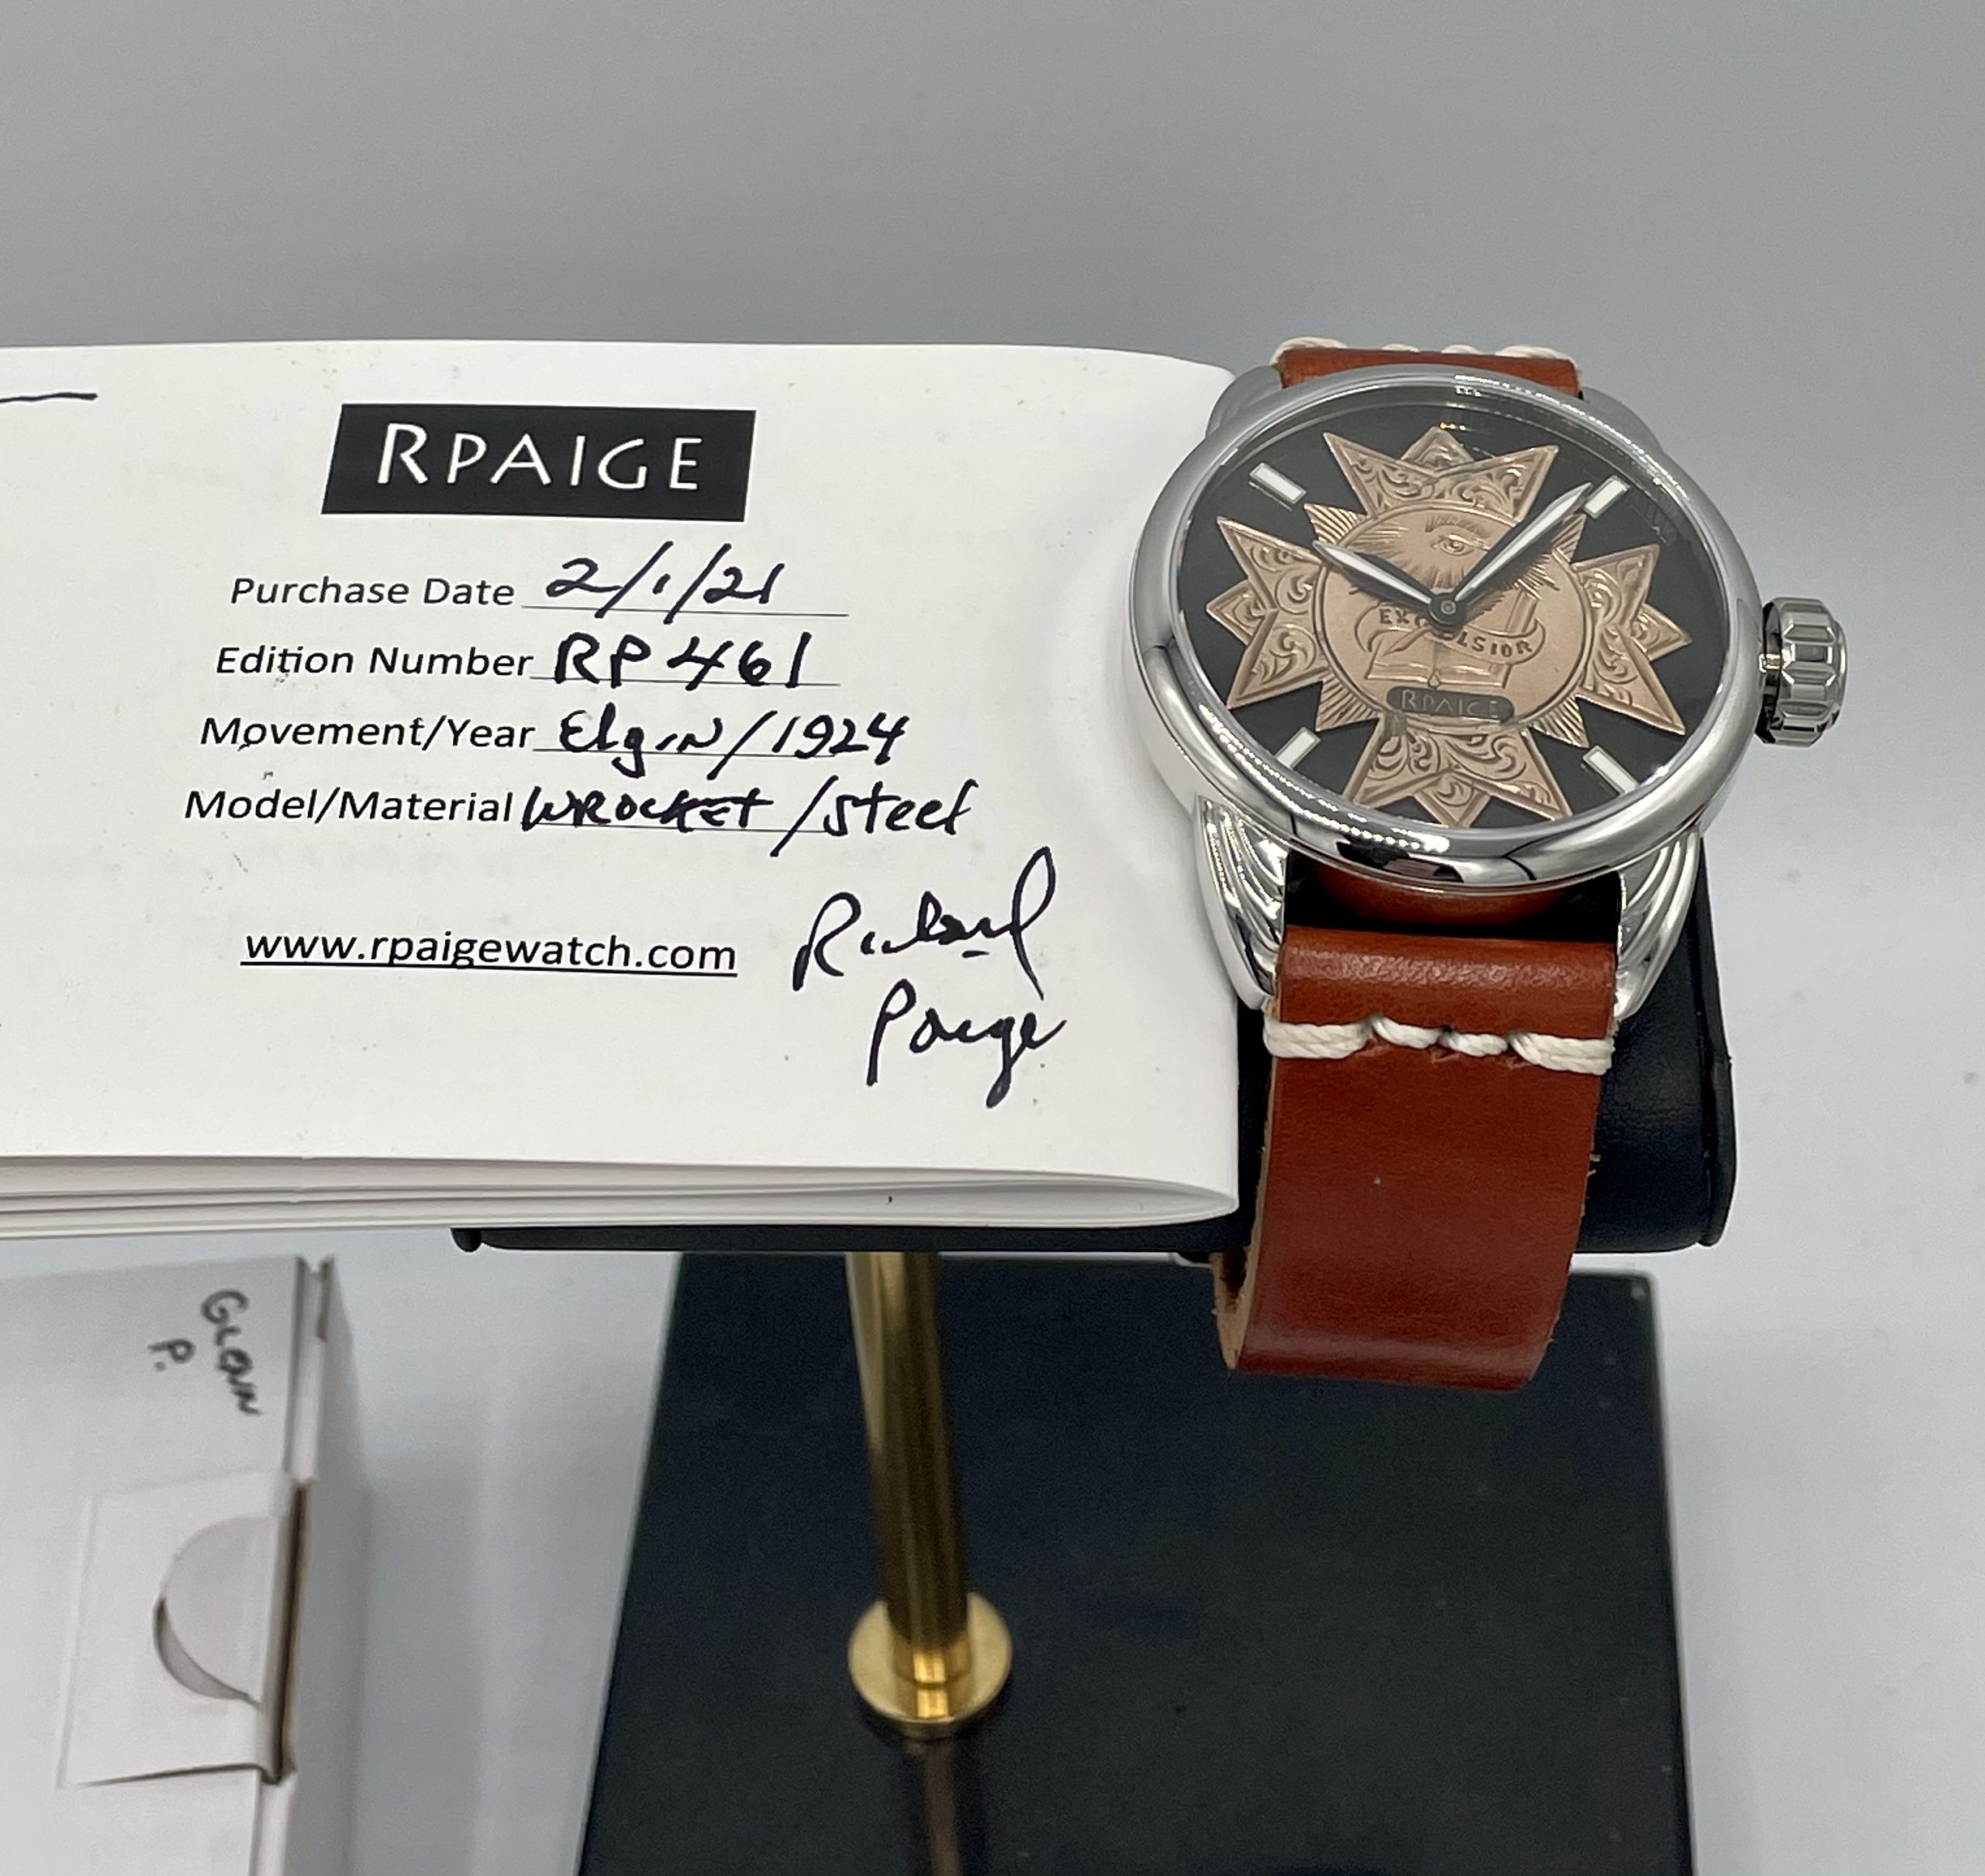 RPAIGE
Purchase Date 2/1/21
Edition Number RP461
Movement/Year Elgin/1924
Model/Material WROCKET/Steel
www.rpaigewatch.com
Richard
Paige
EXCELSIOR
RPAIGE
GLENN
P.